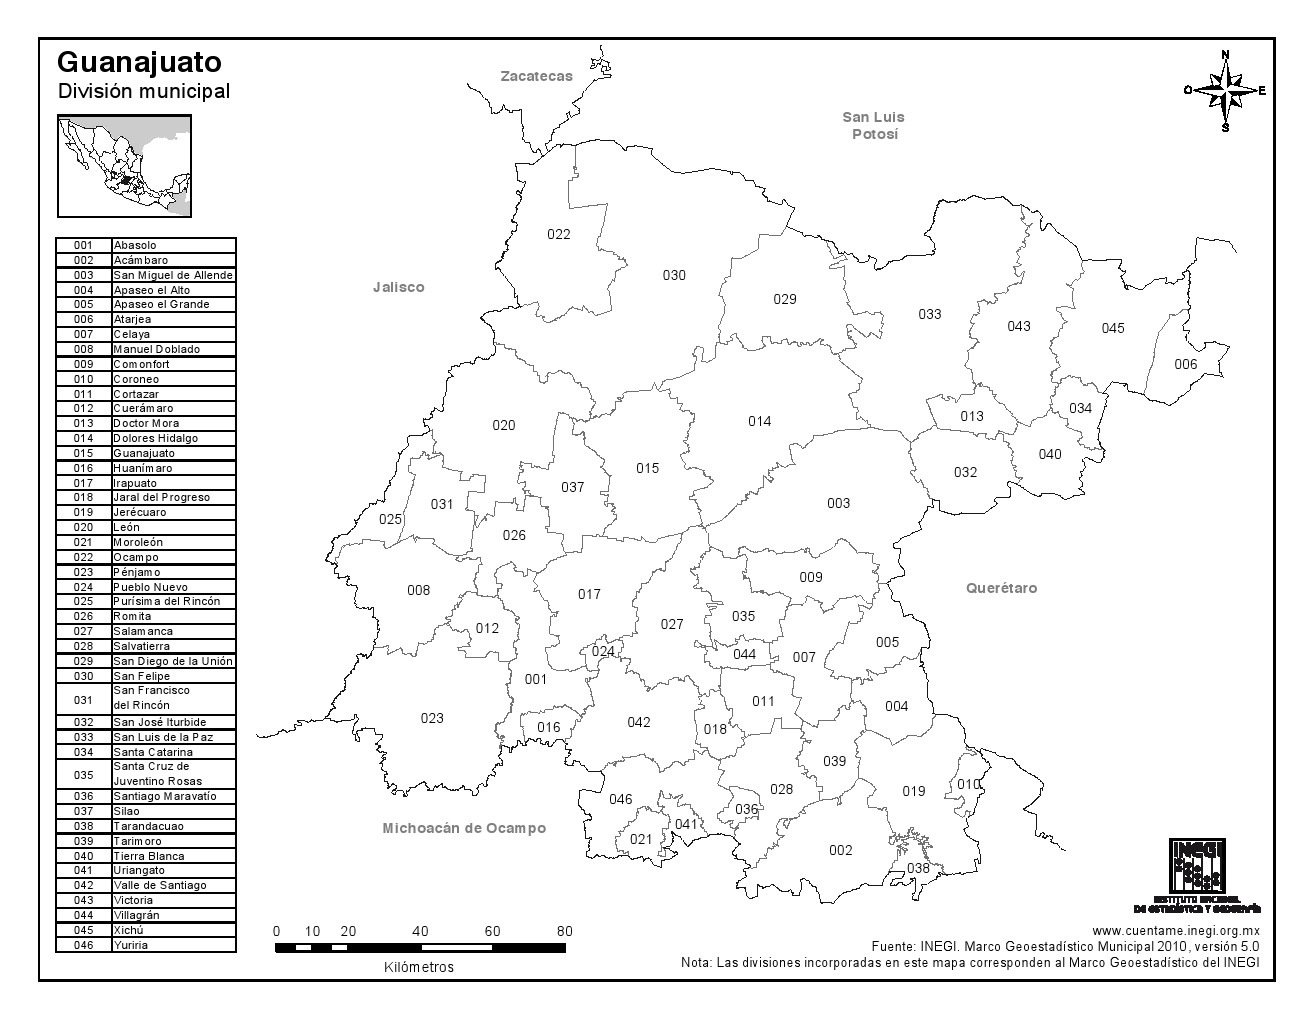 Guanajuato
División municipal
Zacatecas
San Luis
Potosí
N
O
E
S
Jalisco
022
030
029
033
043
045
006
034
013
014
020
015
037
032
040
031
025
003
026
009
008
017
Querétaro
012
027
035
005
024
044
007
001
011
004
023
016
042
018
039
028
019
010
046
036
Michoacán de Ocampo
041
021
002
038
001 Abasolo
002 Acámbaro
003 San Miguel de Allende
004 Apaseo el Alto
005 Apaseo el Grande
006 Atarjea
007 Celaya
008 Manuel Doblado
009 Comonfort
010 Coroneo
011 Cortazar
012 Cuerámaro
013 Doctor Mora
014 Dolores Hidalgo
015 Guanajuato
016 Huanímaro
017 Irapuato
018 Jaral del Progreso
019 Jerécuaro
020 León
021 Moroleón
022 Ocampo
023 Pénjamo
024 Pueblo Nuevo
025 Purísima del Rincón
026 Romita
027 Salamanca
028 Salvatierra
029 San Diego de la Unión
030 San Felipe
031 San Francisco
del Rincón
032 San José Iturbide
033 San Luis de la Paz
034 Santa Catarina
035 Santa Cruz de
Juventino Rosas
036 Santiago Maravatío
037 Silao
038 Tarandacuao
039 Tarimoro
040 Tierra Blanca
041 Uriangato
042 Valle de Santiago
043 Victoria
044 Villagrán
045 Xichú
046 Yuriria
0 10 20 40 60 80
Kilómetros
INEGI
INSTITUTO NACIONAL
DE ESTADÍSTICA Y GEOGRAFÍA
www.cuentame.inegi.org.mx
Fuente: INEGI. Marco Geoestadístico Municipal 2010, versión 5.0
Nota: Las divisiones incorporadas en este mapa corresponden al Marco Geoestadístico del INEGI